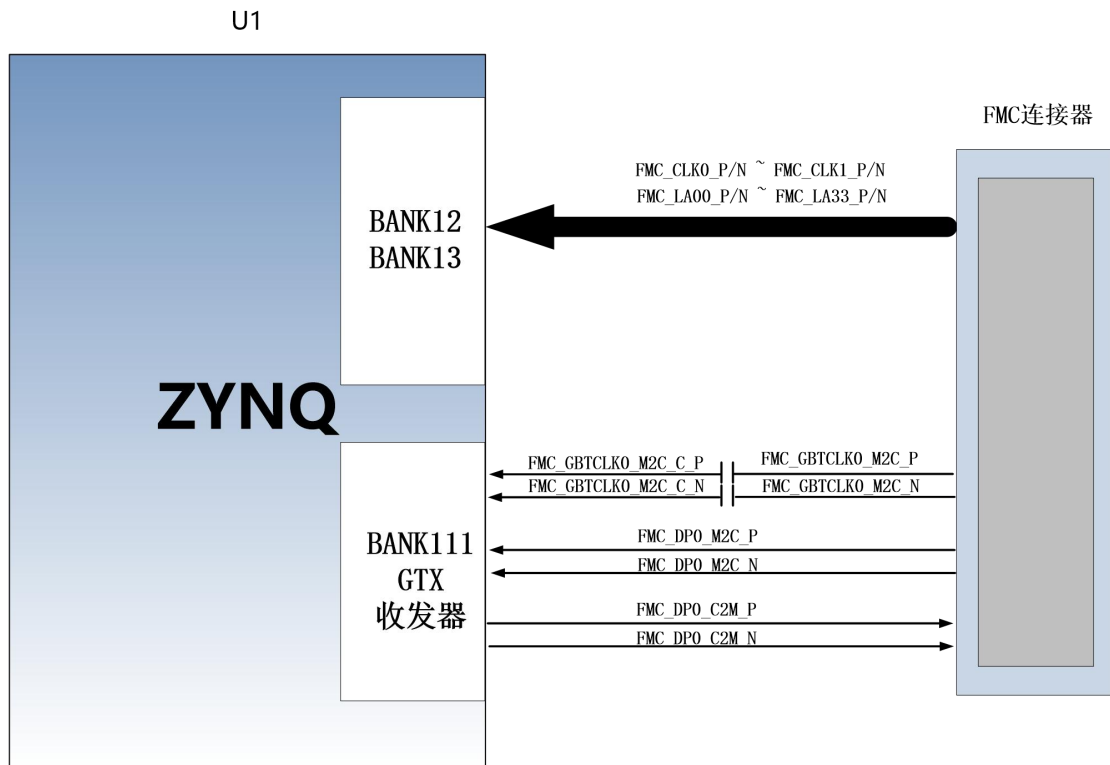 U1
FMC连接器
FMC_CLK0_P/N ~ FMC_CLK1_P/N
FMC_LA00_P/N ~ FMC_LA33_P/N
BANK12
BANK13
ZYNQ
FMC_GBTCLK0_M2C_C_P
FMC_GBTCLK0_M2C_P
FMC_GBTCLK0_M2C_C_N
FMC_GBTCLK0_M2C_N
BANK111
GTX
收发器
FMC_DP0_M2C_P
FMC_DP0_M2C_N
FMC_DP0_C2M_P
FMC_DP0_C2M_N